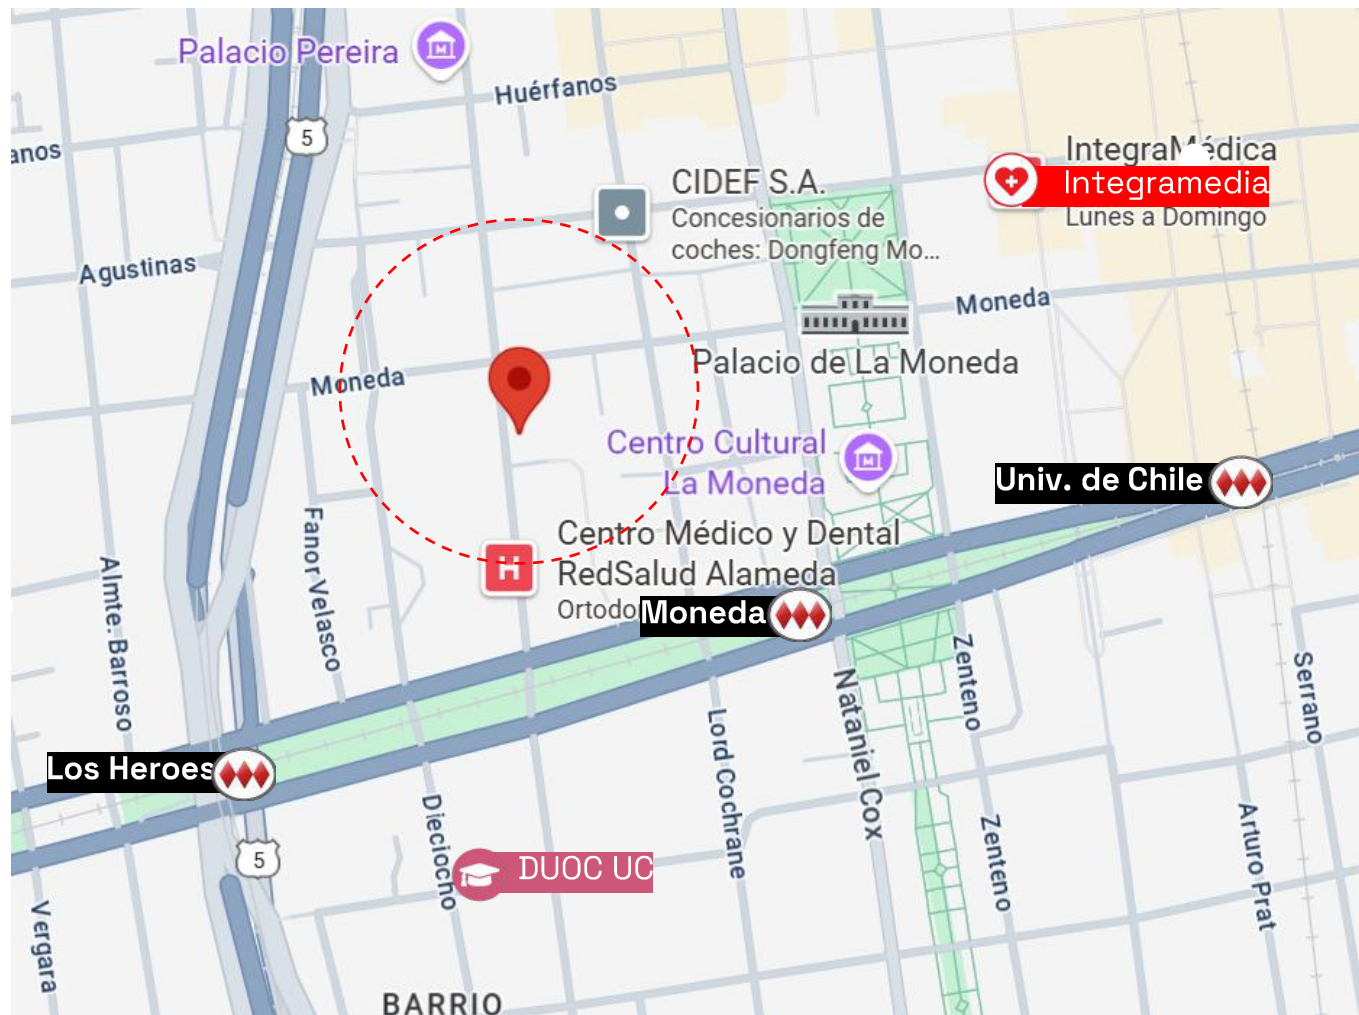 Palacio Pereira
Huérfanos
5
anos
IntegraMédica
Integramedia
Lunes a Domingo
CIDEF S.A.
Concesionarios de
coches: Dongfeng Mo...
Agustinas
Moneda
Palacio de La Moneda
Moneda
Centro Cultural
La Moneda
Univ. de Chile
Centro Médico y Dental
RedSalud Alameda
Ortodo
Moneda
Fanor Velasco
Almte. Barroso
Zenteno
Serrano
Nataniel Cox
Lord Cochrane
Los Heroes
Dieciocho
5
DUOC UC
Zenteno
Arturo Prat
Vergara
BARRIO